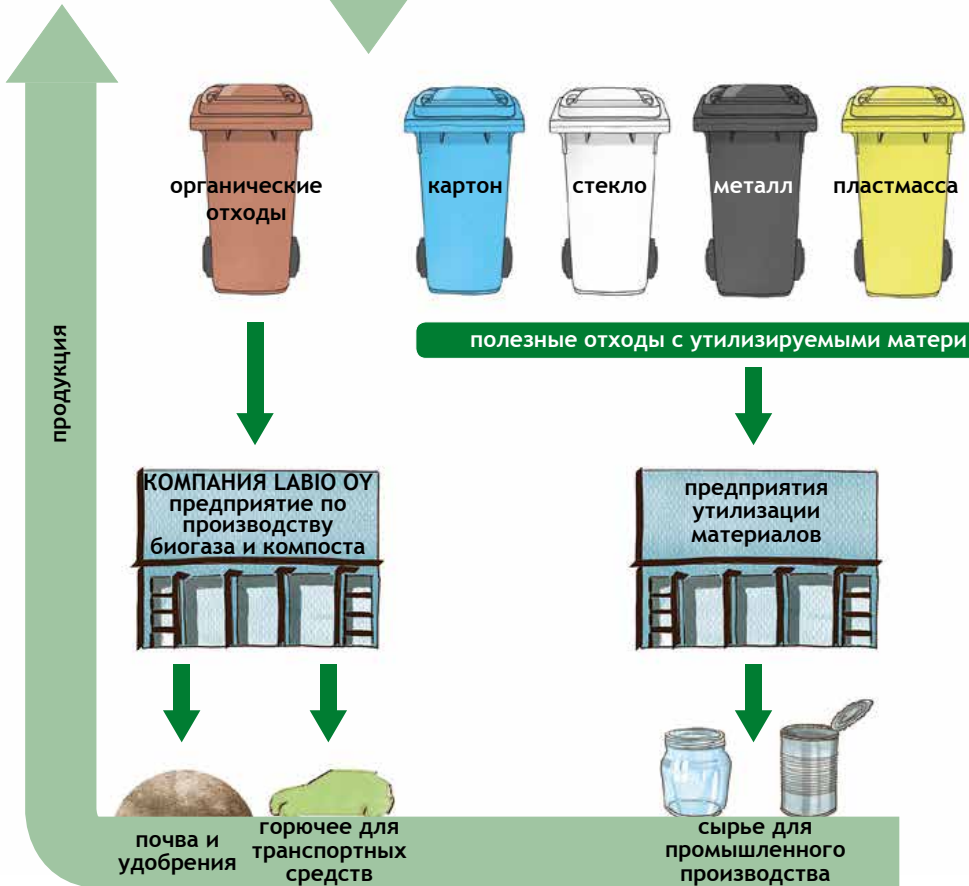 органические
отходы
картон
стекло
металл
пластмасса
продукция
полезные отходы с утилизируемыми матери
КОМПАНИЯ LABIO OY
предприятие по
производству
биогаза и компоста
предприятия
утилизации
материалов
почва и
удобрения
горючее для
транспортных
средств
сырье для
промышленного
производства